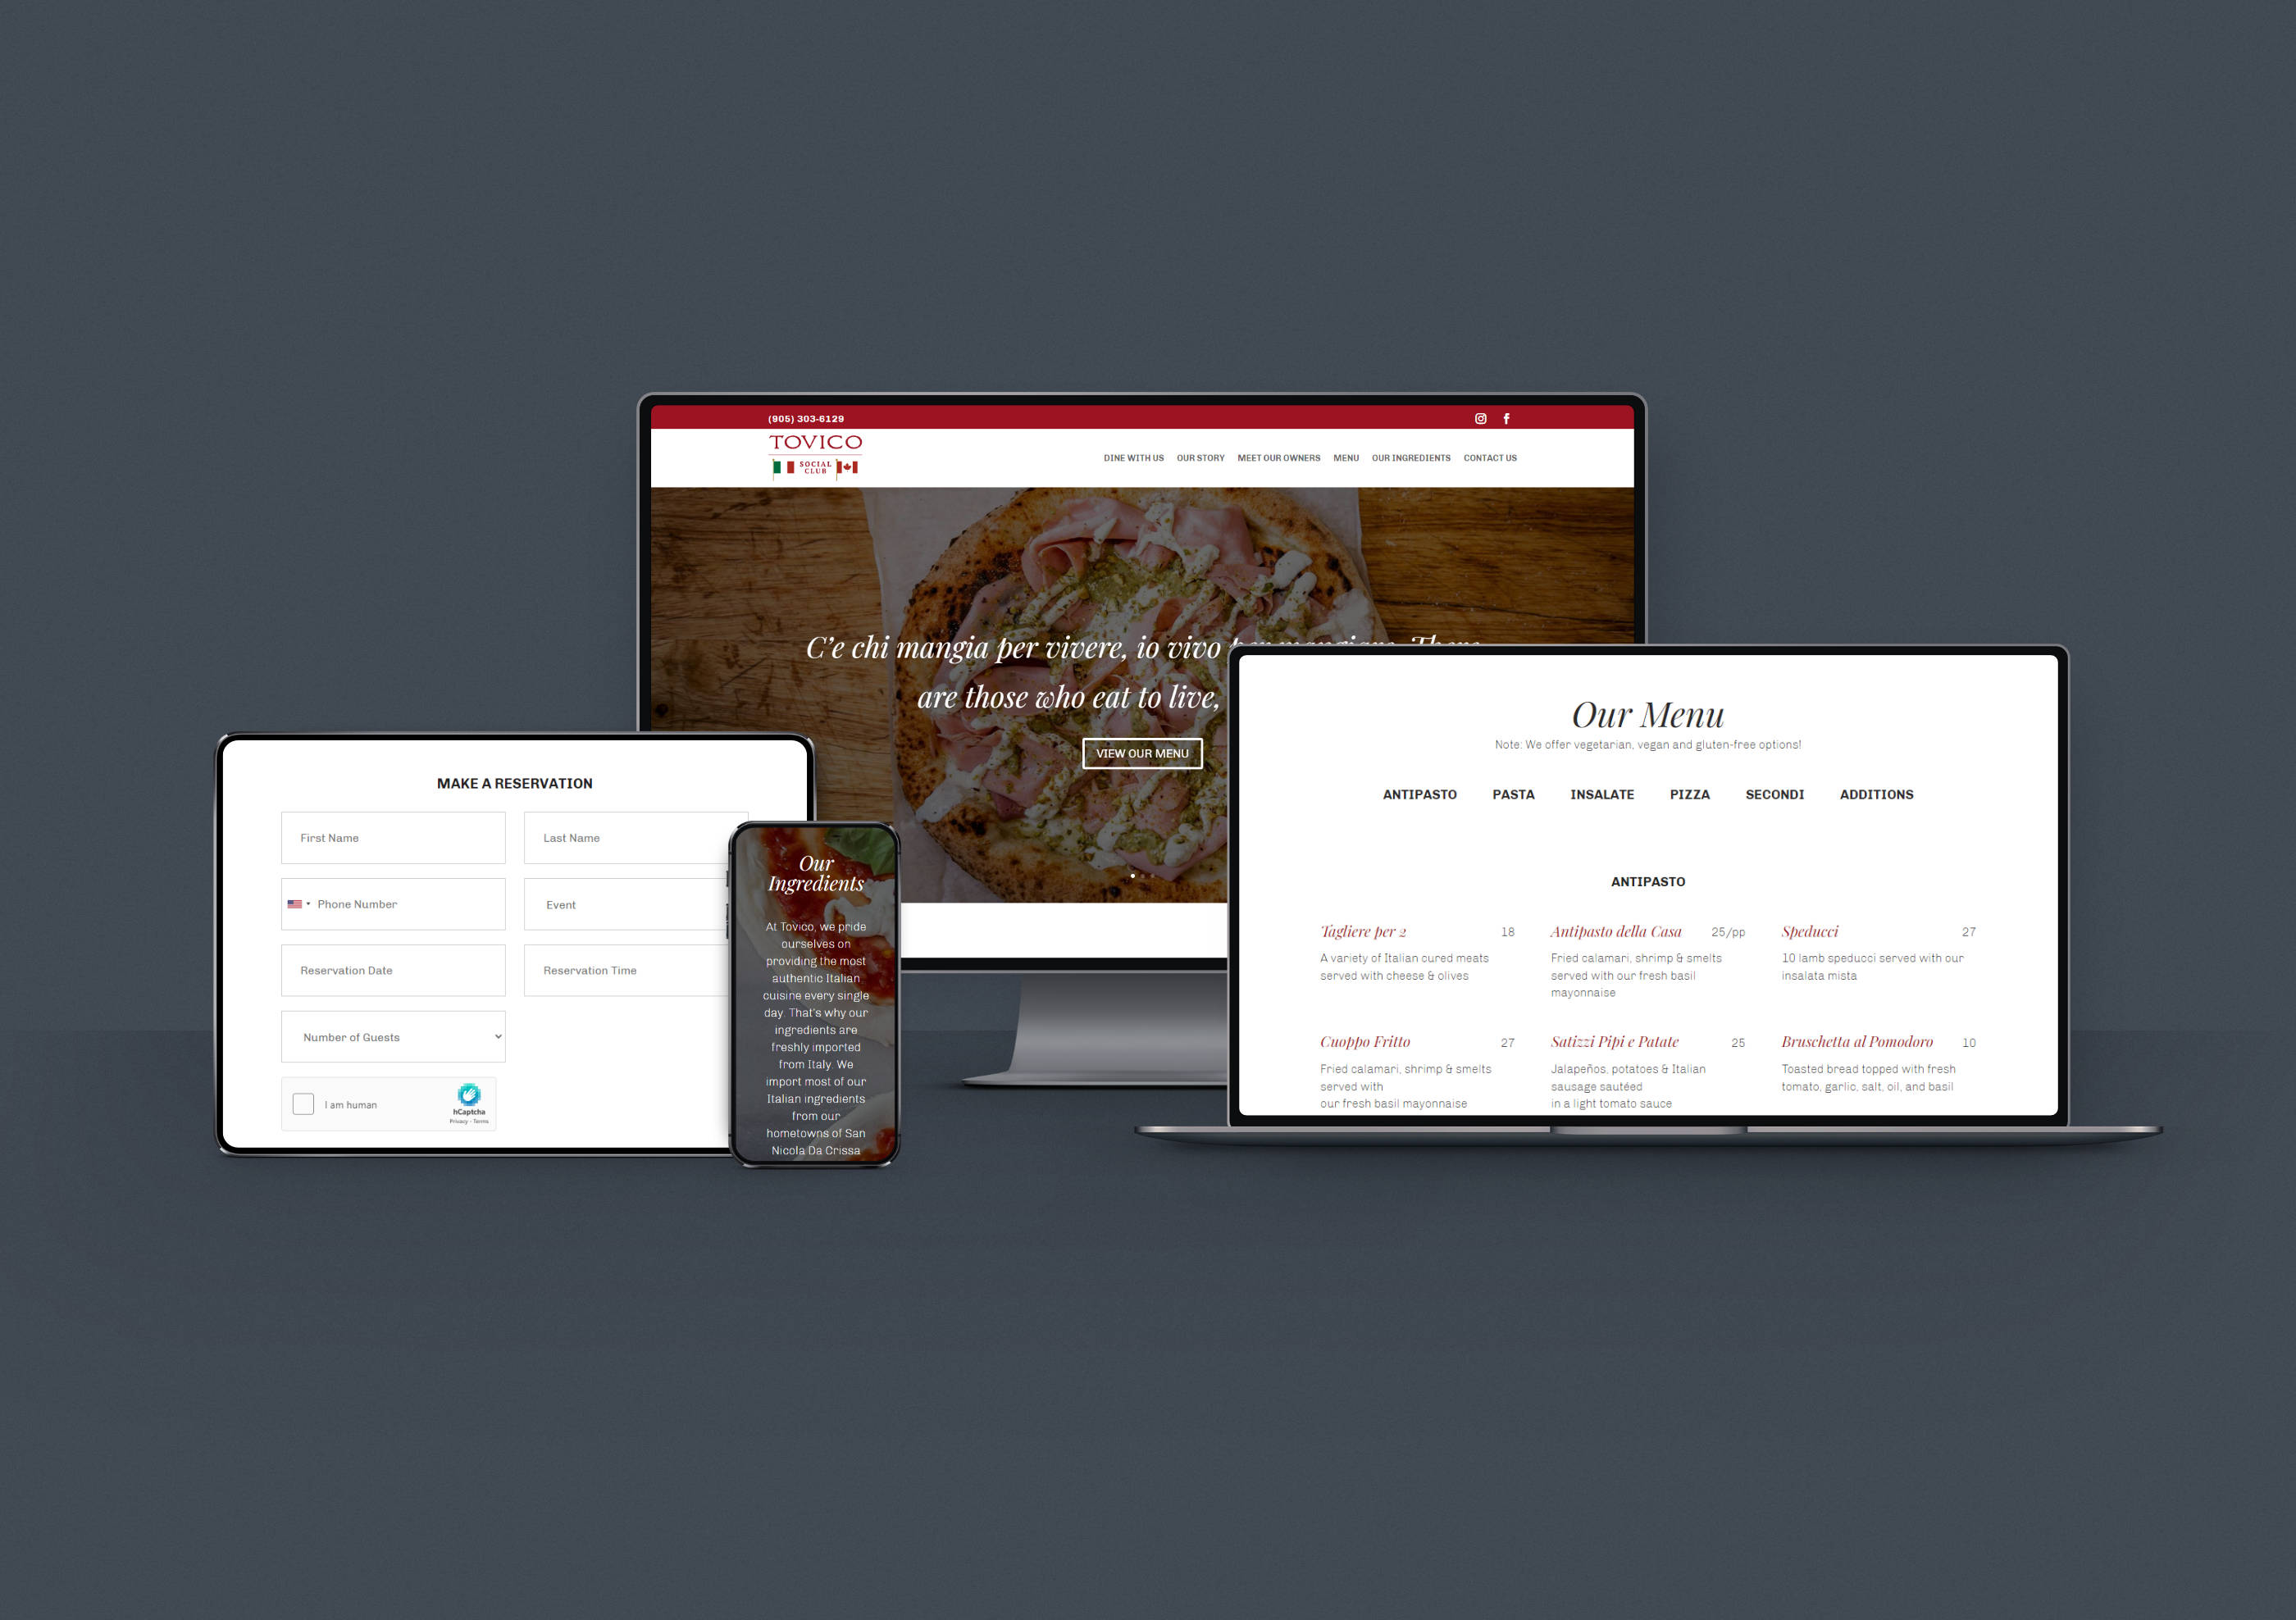 (905) 303-6129
TOVICO
SOCIAL
CLUB
DINE WITH US OUR STORY MEET OUR OWNERS MENU OUR INGREDIENTS CONTACT US
C'e chi mangia per vivere, io vivo per mangiare. There
are those who eat to live,
VIEW OUR MENU
MAKE A RESERVATION
First Name Last Name
Phone Number Event
Reservation Date Reservation Time
Number of Guests
I am human
hCaptcha
Privacy - Terms
Our
Ingredients
At Tovico, we pride
ourselves on
providing the most
authentic Italian
cuisine every single
day. That's why our
ingredients are
freshly imported
from Italy. We
import most of our
Italian ingredients
from our
hometowns of San
Nicola Da Crissa
Our Menu
Note: We offer vegetarian, vegan and gluten-free options!
ANTIPASTO PASTA INSALATE PIZZA SECONDI ADDITIONS
ANTIPASTO
Tagliere per 2 18
A variety of Italian cured meats
served with cheese & olives
Antipasto della Casa 25/pp
Fried calamari, shrimp & smelts
served with our fresh basil
mayonnaise
Speducci 27
10 lamb speducci served with our
insalata mista
Cuoppo Fritto 27
Fried calamari, shrimp & smelts
served with
our fresh basil mayonnaise
Satizzi Pipi e Patate 25
Jalapeños, potatoes & Italian
sausage sautéed
in a light tomato sauce
Bruschetta al Pomodoro 10
Toasted bread topped with fresh
tomato, garlic, salt, oil, and basil